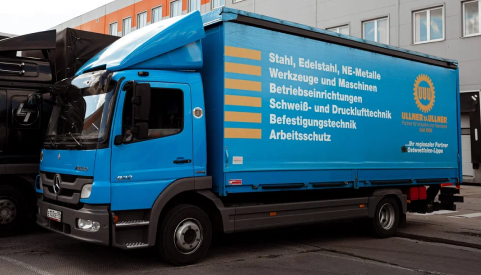 Stahl, Edelstahl, NE-Metalle
Werkzeuge und Maschinen
Betriebseinrichtungen
Schweiß- und Drucklufttechnik
Befestigungstechnik
Arbeitsschutz
ULLNER u. ULLNER
...Ihr regionaler Partner
Ostwestfalen-Lippe